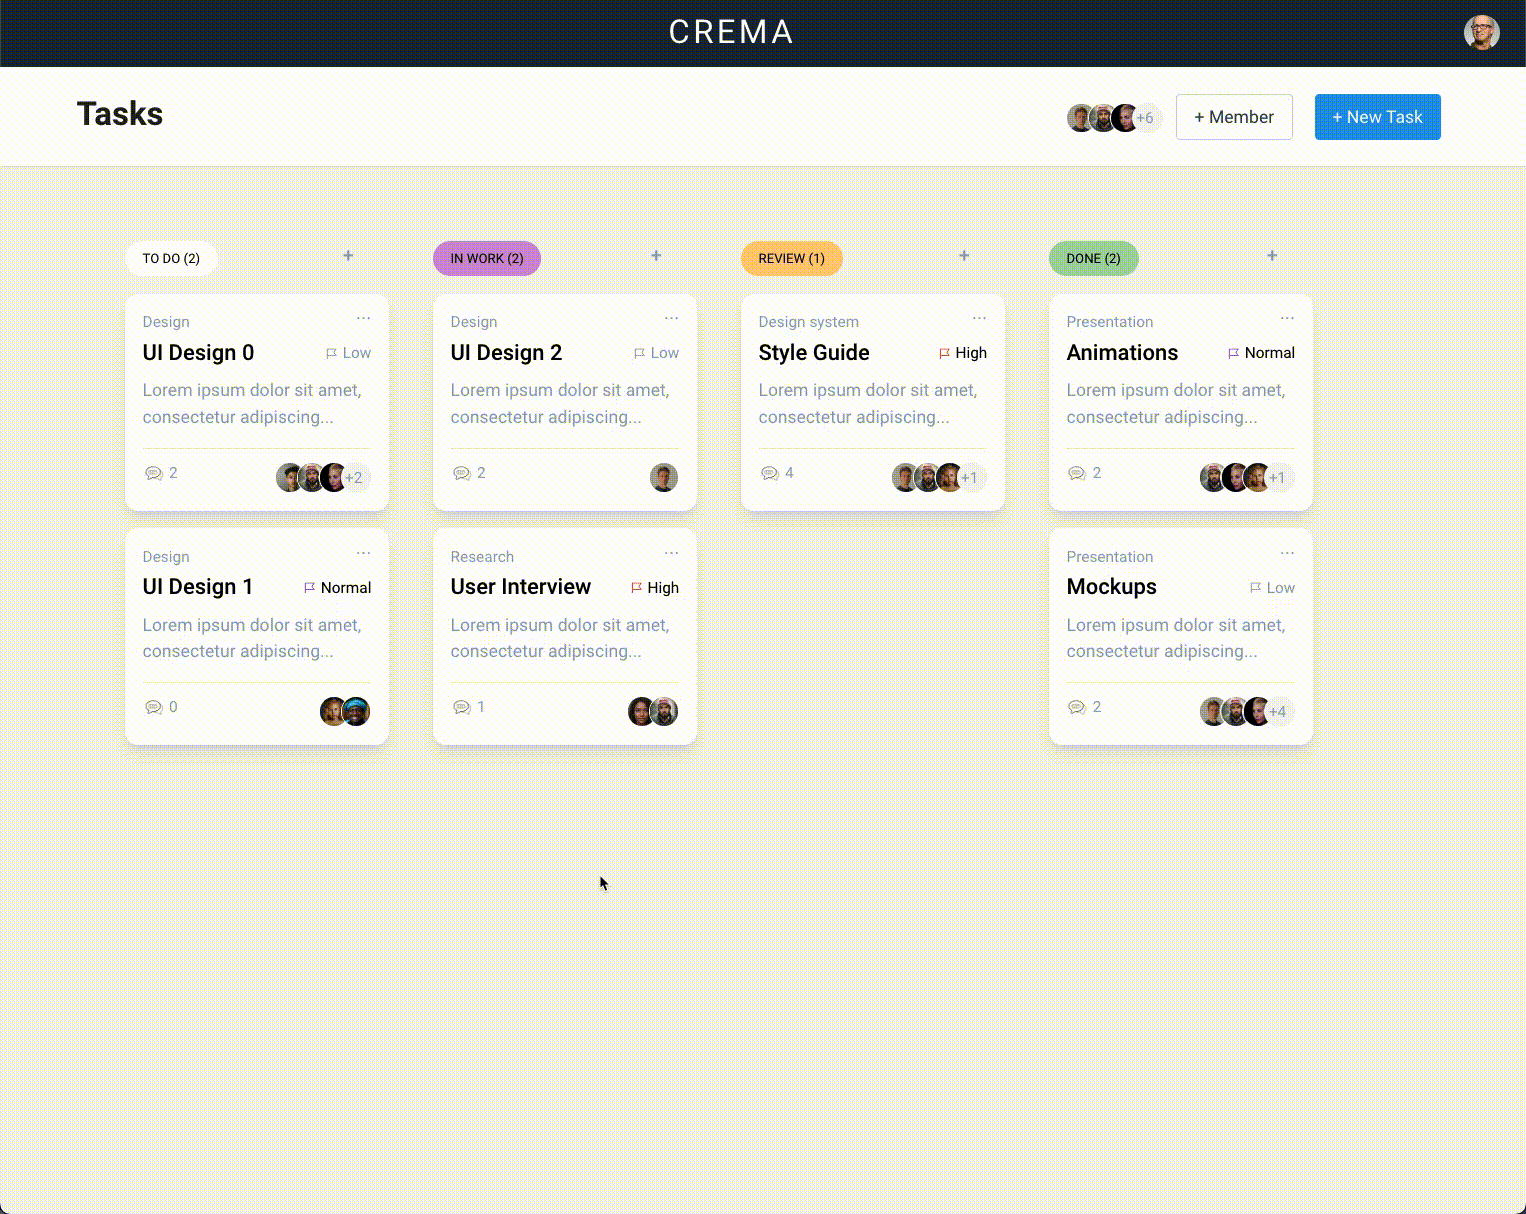 CREMA
Tasks
+6
+ Member
+ New Task
TO DO (2)
+
Design
...
UI Design 0
Low
Lorem ipsum dolor sit amet,
consectetur adipiscing...
2
+2
Design
...
UI Design 1
Normal
Lorem ipsum dolor sit amet,
consectetur adipiscing...
0
IN WORK (2)
+
Design
...
UI Design 2
Low
Lorem ipsum dolor sit amet,
consectetur adipiscing...
2
Research
...
User Interview
High
Lorem ipsum dolor sit amet,
consectetur adipiscing...
1
REVIEW (1)
+
Design system
...
Style Guide
High
Lorem ipsum dolor sit amet,
consectetur adipiscing...
4
+1
DONE (2)
+
Presentation
...
Animations
Normal
Lorem ipsum dolor sit amet,
consectetur adipiscing...
2
+1
Presentation
...
Mockups
Low
Lorem ipsum dolor sit amet,
consectetur adipiscing...
2
+4